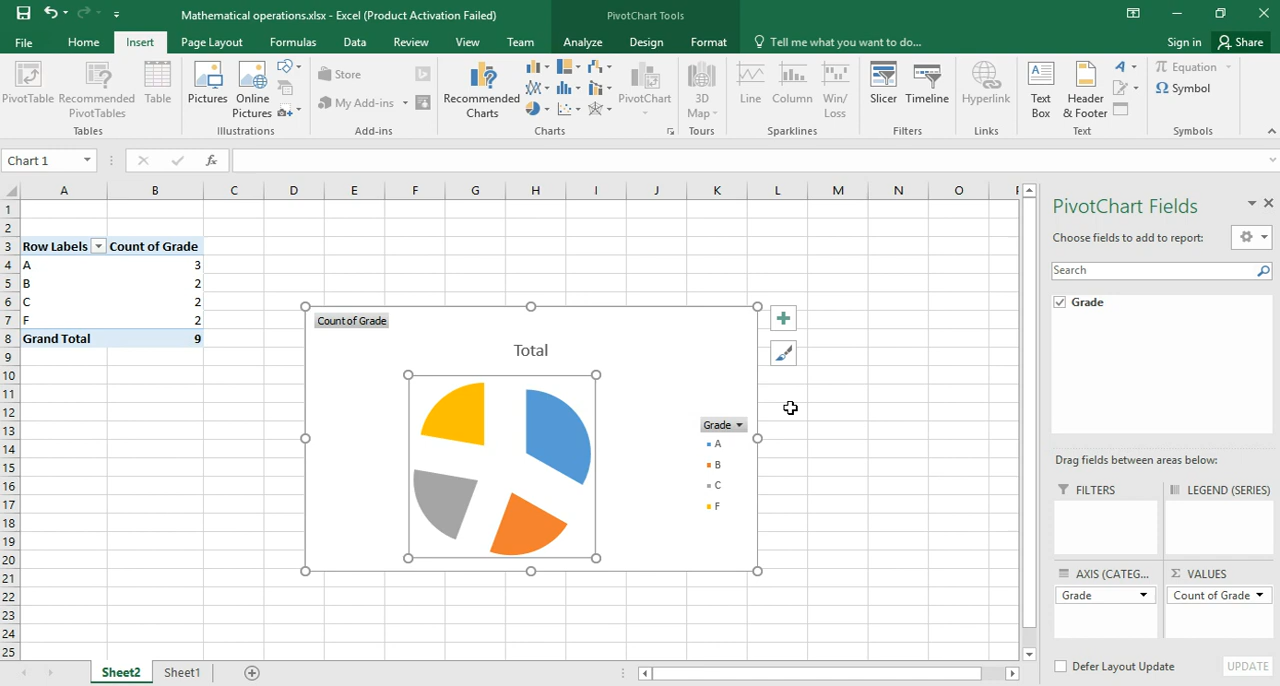 Mathematical operations.xlsx - Excel (Product Activation Failed)
PivotChart Tools
File Home Insert Page Layout Formulas Data Review View Team Analyze Design Format Tell me what you want to do... Sign in Share
PivotTable
Recommended
PivotTables
Table
Tables
Pictures
Online
Pictures
Illustrations
Store
My Add-ins
Add-ins
Recommended
Charts
PivotChart
Charts
3D
Map
Tours
Line
Column
Win/
Loss
Sparklines
Slicer
Timeline
Filters
Hyperlink
Links
Text
Box
Header
& Footer
Text
Equation
Symbol
Symbols
Chart 1
fx
A B C D E F G H I J K L M N O
1
2
3 Row Labels Count of Grade
4 A 3
5 B 2
6 C 2
7 F 2
8 Grand Total 9
9
10
11
12
13
14
15
16
17
18
19
20
21
22
23
24
25
Count of Grade
Total
Grade
A
B
C
F
PivotChart Fields
Choose fields to add to report:
Search
Grade
Drag fields between areas below:
FILTERS
LEGEND (SERIES)
AXIS (CATEG...
Σ VALUES
Grade
Count of Grade
Defer Layout Update
UPDATE
Sheet2 Sheet1